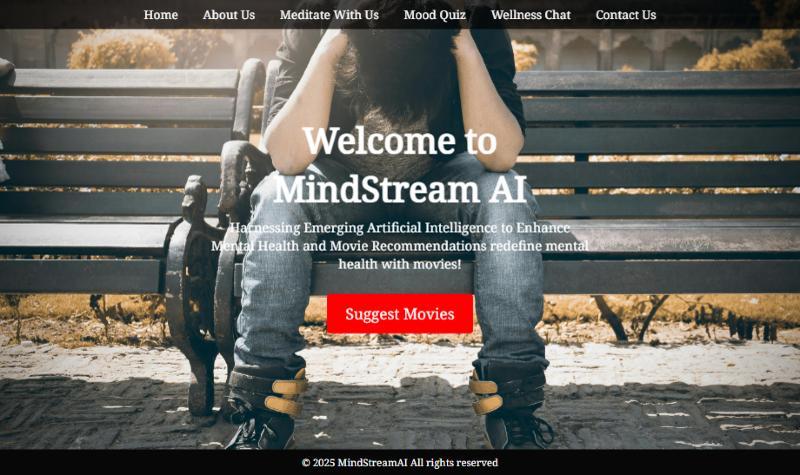 Home About Us Meditate With Us Mood Quiz Wellness Chat Contact Us
Welcome to
MindStream AI
Harnessing Emerging Artificial Intelligence to Enhance
Mental Health and Movie Recommendations redefine mental
health with movies!
Suggest Movies
© 2025 MindStreamAI All rights reserved